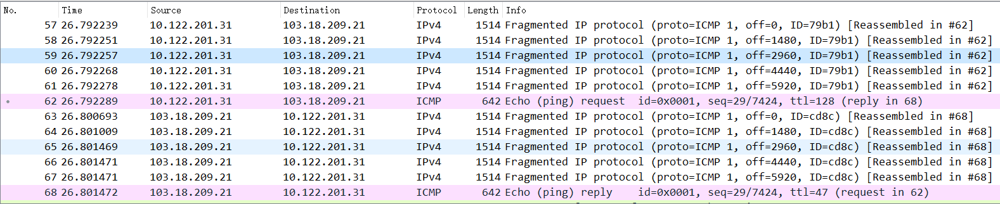 No. Time Source Destination Protocol Length Info
57 26.792239 10.122.201.31 103.18.209.21 IPv4 1514 Fragmented IP protocol (proto=ICMP 1, off=0, ID=79b1) [Reassembled in #62]
58 26.792251 10.122.201.31 103.18.209.21 IPv4 1514 Fragmented IP protocol (proto=ICMP 1, off=1480, ID=79b1) [Reassembled in #62]
59 26.792257 10.122.201.31 103.18.209.21 IPv4 1514 Fragmented IP protocol (proto=ICMP 1, off=2960, ID=79b1) [Reassembled in #62]
60 26.792268 10.122.201.31 103.18.209.21 IPv4 1514 Fragmented IP protocol (proto=ICMP 1, off=4440, ID=79b1) [Reassembled in #62]
61 26.792278 10.122.201.31 103.18.209.21 IPv4 1514 Fragmented IP protocol (proto=ICMP 1, off=5920, ID=79b1) [Reassembled in #62]
62 26.792289 10.122.201.31 103.18.209.21 ICMP 642 Echo (ping) request id=0x0001, seq=29/7424, ttl=128 (reply in 68)
63 26.800693 103.18.209.21 10.122.201.31 IPv4 1514 Fragmented IP protocol (proto=ICMP 1, off=0, ID=cd8c) [Reassembled in #68]
64 26.801009 103.18.209.21 10.122.201.31 IPv4 1514 Fragmented IP protocol (proto=ICMP 1, off=1480, ID=cd8c) [Reassembled in #68]
65 26.801469 103.18.209.21 10.122.201.31 IPv4 1514 Fragmented IP protocol (proto=ICMP 1, off=2960, ID=cd8c) [Reassembled in #68]
66 26.801471 103.18.209.21 10.122.201.31 IPv4 1514 Fragmented IP protocol (proto=ICMP 1, off=4440, ID=cd8c) [Reassembled in #68]
67 26.801471 103.18.209.21 10.122.201.31 IPv4 1514 Fragmented IP protocol (proto=ICMP 1, off=5920, ID=cd8c) [Reassembled in #68]
68 26.801472 103.18.209.21 10.122.201.31 ICMP 642 Echo (ping) reply id=0x0001, seq=29/7424, ttl=47 (request in 62)